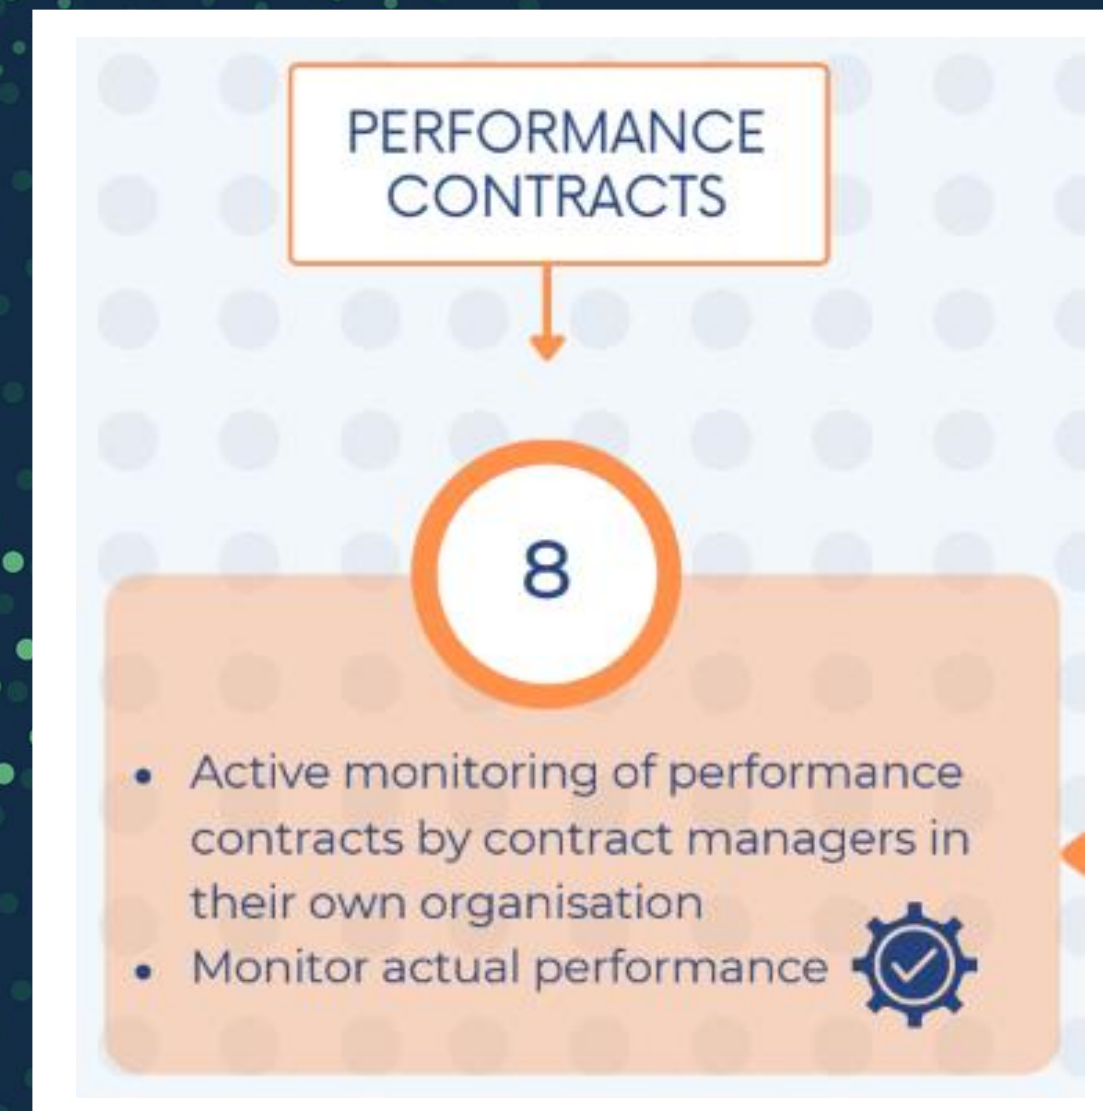 PERFORMANCE
CONTRACTS
8
• Active monitoring of performance
contracts by contract managers in
their own organisation
• Monitor actual performance